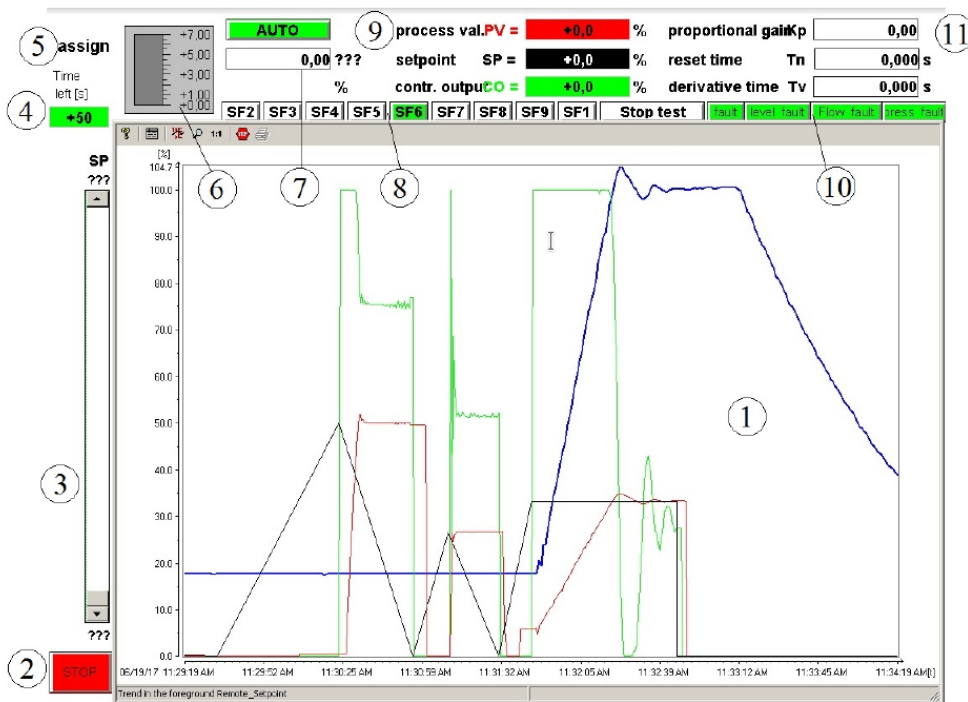 5 assign
+7,00
+5,00
+3,00
+1,00
+0,00
AUTO
0,00 ???
%
9 process val. PV = +0,0 %
setpoint SP = +0,0 %
contr. output CO = +0,0 %
proportional gain Kp 0,00
reset time Tn 0,000 s
derivative time Tv 0,000 s
11
Time
left [s]
4 +50
SF2 SF3 SF4 SF5 SF6 SF7 SF8 SF9 SF1 Stop test fault level fault Flow fault press fault
1:1 STOP
6 7 8 10
SP
???
3
???
2 STOP
[%]
104.7
100.0
90.0
80.0
70.0
60.0
50.0
40.0
30.0
20.0
10.0
0.0
1
06/19/17 11:29:19 AM 11:29:52 AM 11:30:25 AM 11:30:59 AM 11:31:32 AM 11:32:05 AM 11:32:39 AM 11:33:12 AM 11:33:45 AM 11:34:19 AM[t]
Trend in the foreground Remote_Setpoint